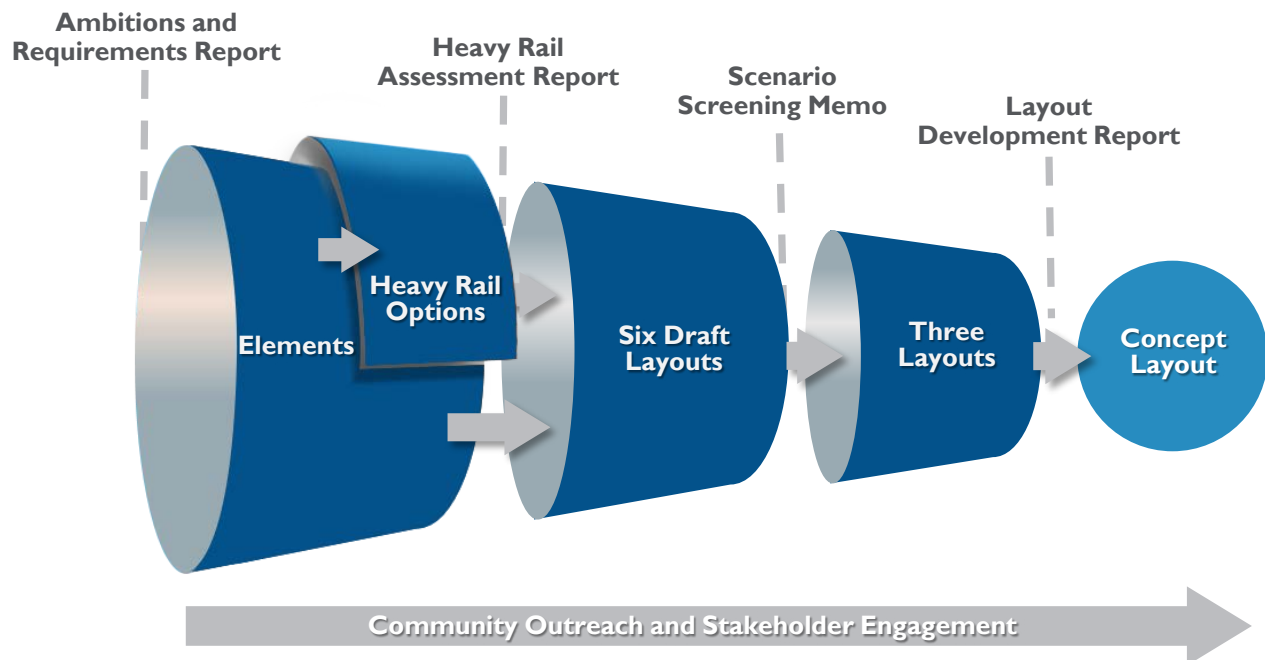 Ambitions and
Requirements Report
Heavy Rail
Assessment Report
Scenario
Screening Memo
Layout
Development Report
Elements
Heavy Rail
Options
Six Draft
Layouts
Three
Layouts
Concept
Layout
Community Outreach and Stakeholder Engagement